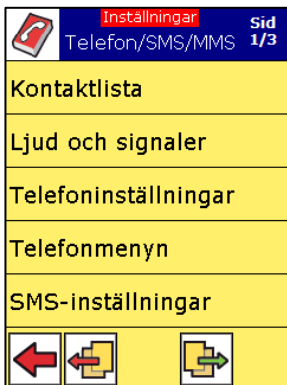 Inställningar
Telefon/SMS/MMS
Sid
1/3
Kontaktlista
Ljud och signaler
Telefoninställningar
Telefonmenyn
SMS-inställningar